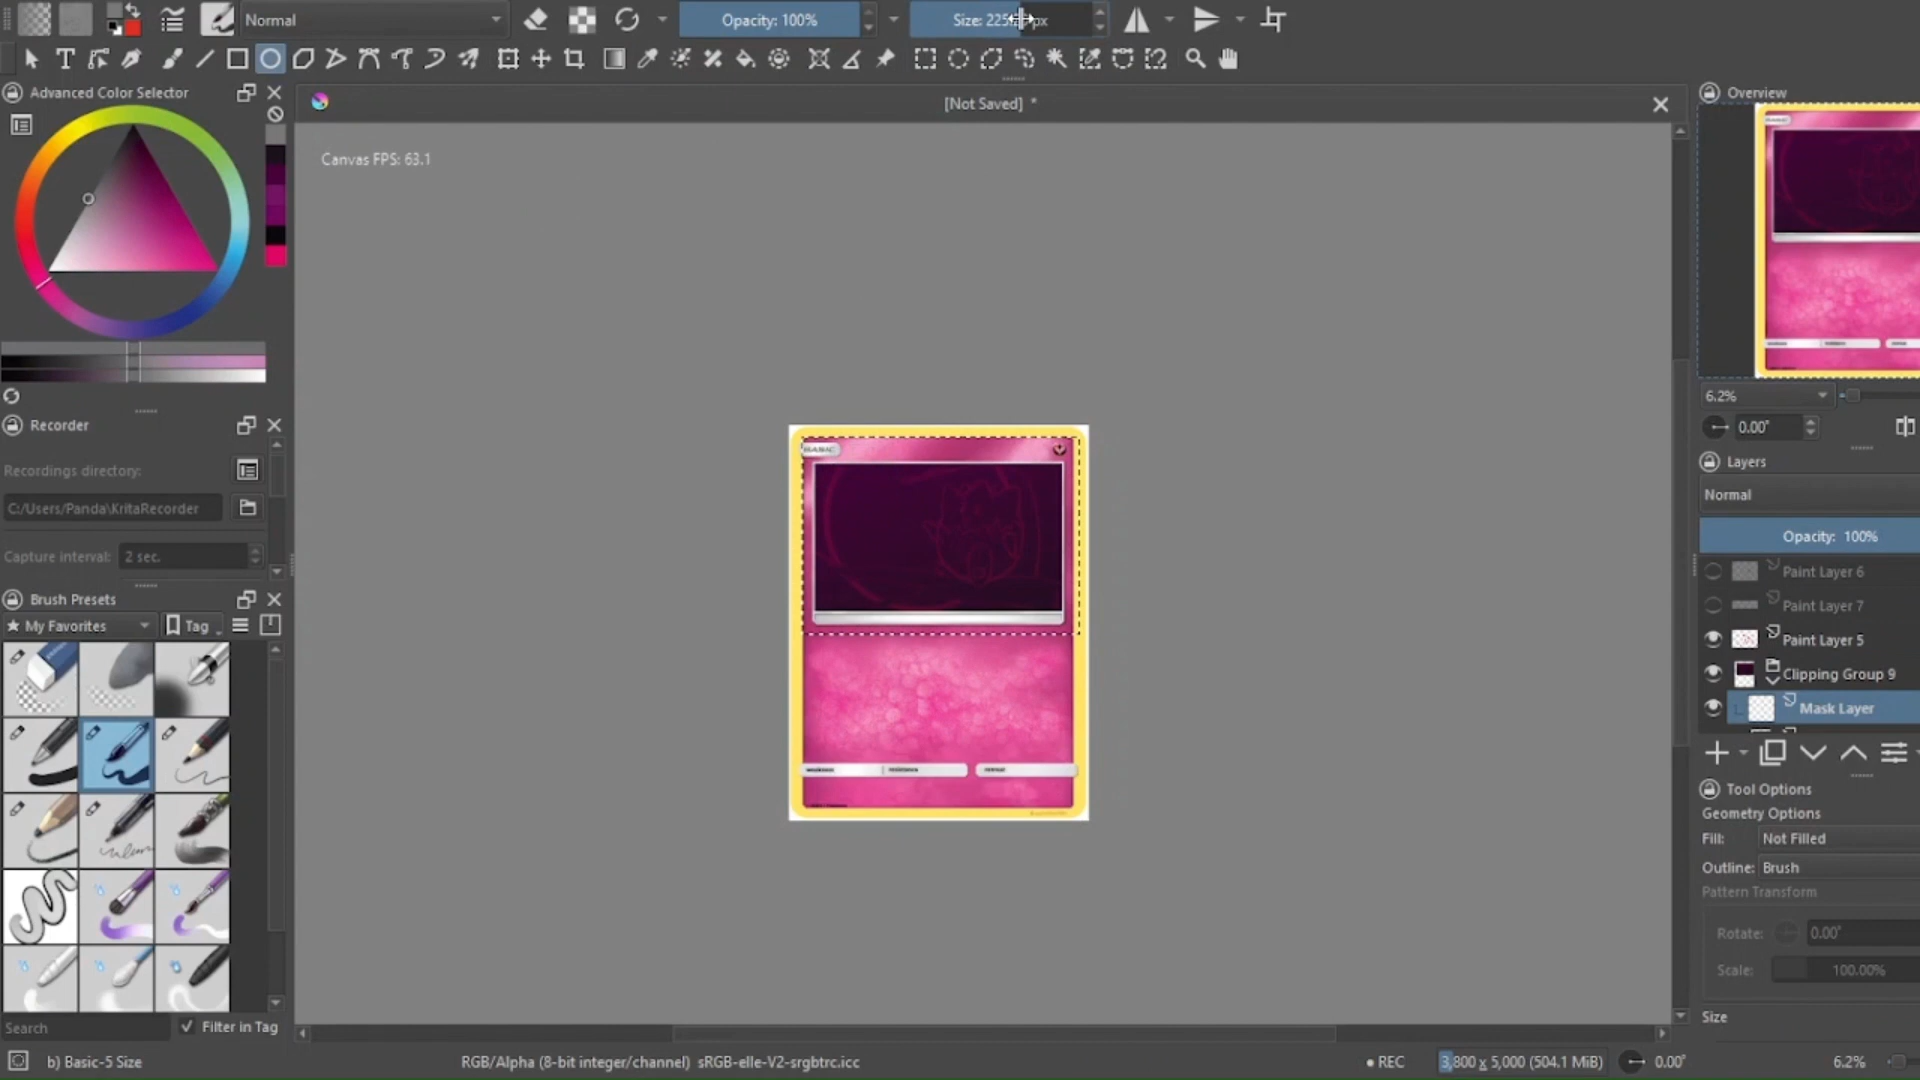 Normal
Opacity: 100%
px
Advanced Color Selector
[Not Saved] *
Overview
Canvas FPS: 63.1
6.2%
0.00°
Recorder
Recordings directory:
C:/Users/Panda\KritaRecorder
Capture interval: 2 sec.
Layers
Normal
Opacity: 100%
Paint Layer 6
Paint Layer 7
Paint Layer 5
Clipping Group 9
Mask Layer
Brush Presets
My Favorites
Tag
Tool Options
Geometry Options
Fill: Not Filled
Outline: Brush
Pattern Transform
Rotate: 0.00°
Scale: 100.00%
Size
Search
Filter in Tag
b) Basic-5 Size
RGB/Alpha (8-bit integer/channel) sRGB-elle-V2-srgbtrc.icc
REC
3,800 x 5,000 (504.1 MiB)
0.00°
6.2%